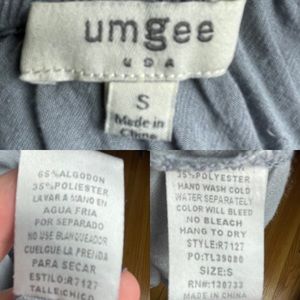 umgee
USA
S
Made in
China
65%ALGODON
35%POLYESTER
LAVAR A MANO EN
AGUA FRIA
POR SEPARADO
NO USE BLANQUEADOR
CUELGUE LA PRENDA
PARA SECAR
ESTILO:R7127
TALLE:CHICO
35%POLYESTER
HAND WASH COLD
WATER SEPARATELY
COLOR WILL BLEED
NO BLEACH
HANG TO DRY
STYLE:R7127
PO:TL39080
SIZE:S
RN#:130733
MADE IN CHINA